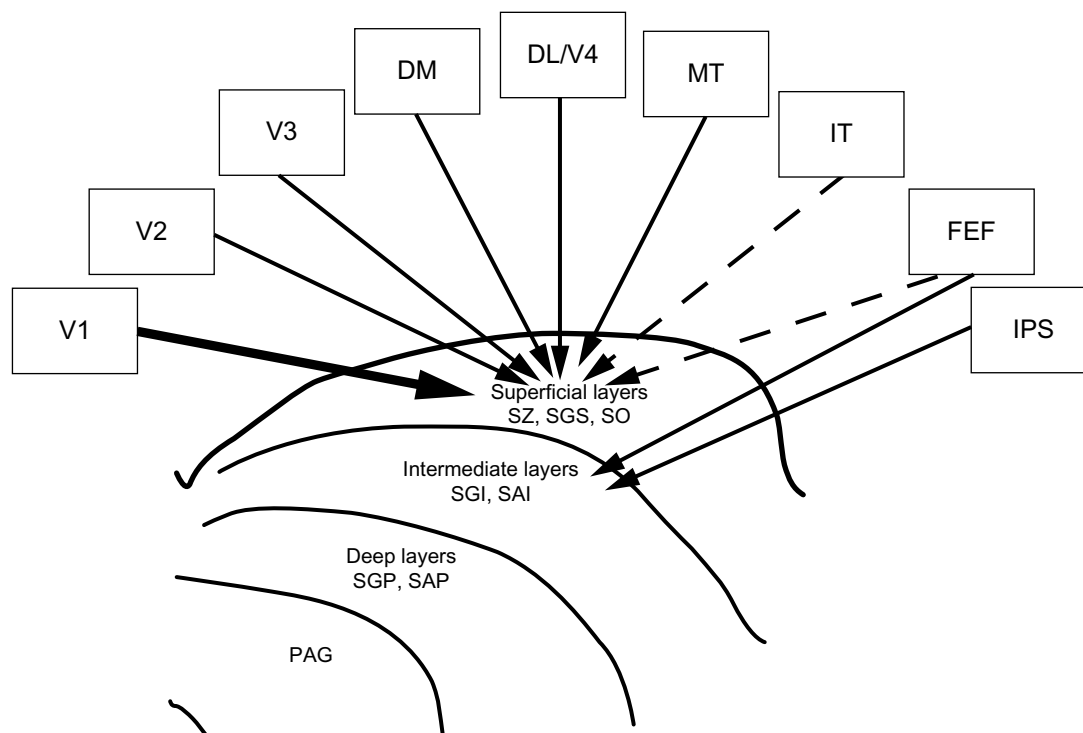 DL/V4
DM
MT
V3
IT
V2
FEF
V1
IPS
Superficial layers
SZ, SGS, SO
Intermediate layers
SGI, SAI
Deep layers
SGP, SAP
PAG